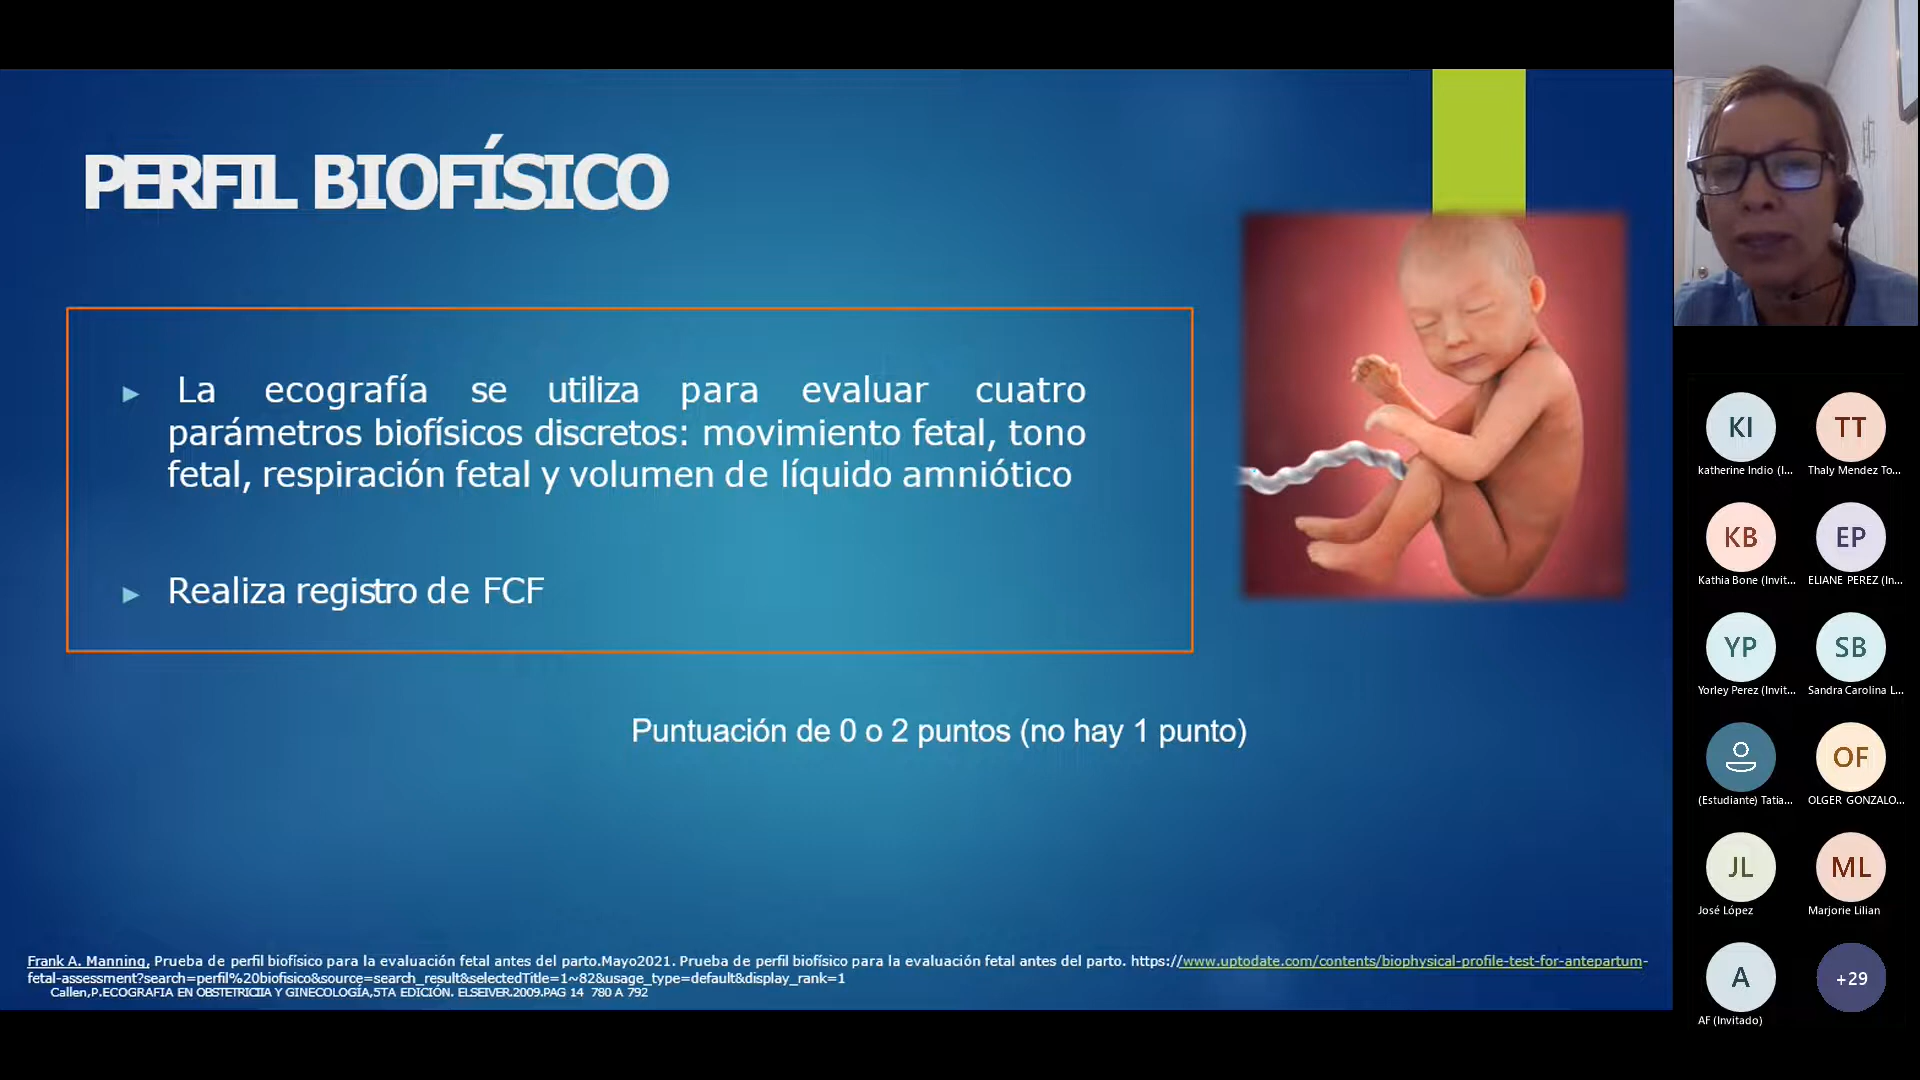 PERFIL BIOFÍSICO
La ecografía se utiliza para evaluar cuatro
parámetros biofísicos discretos: movimiento fetal, tono
fetal, respiración fetal y volumen de líquido amniótico
Realiza registro de FCF
Puntuación de 0 o 2 puntos (no hay 1 punto)
Frank A. Manning, Prueba de perfil biofísico para la evaluación fetal antes del parto.Mayo2021. Prueba de perfil biofísico para la evaluación fetal antes del parto. https://www.uptodate.com/contents/biophysical-profile-test-for-antepartum-
fetal-assessment?search=perfil%20biofisico&source=search_result&selectedTitle=1~82&usage_type=default&display_rank=1
Callen,P.ECOGRAFIA EN OBSTETRICIIA Y GINECOLOGÍA,5TA EDICIÓN. ELSEIVER.2009.PAG 14 780 A 792
KI
TT
katherine Indio (I...
Thaly Mendez To...
KB
EP
Kathia Bone (Invit...
ELIANE PEREZ (In...
YP
SB
Yorley Perez (Invit...
Sandra Carolina L...
OF
(Estudiante) Tatia...
OLGER GONZALO...
JL
ML
José López
Marjorie Lilian
A
+29
AF (Invitado)